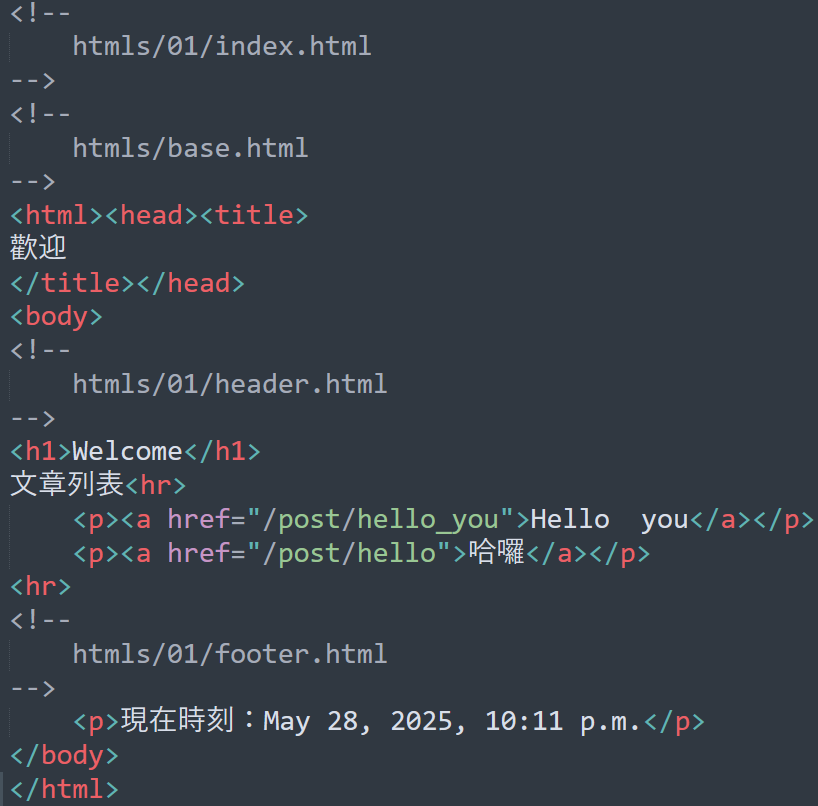 <!--
    htmls/01/index.html
-->
<!--
    htmls/base.html
-->
<html><head><title>
歡迎
</title></head>
<body>
<!--
    htmls/01/header.html
-->
<h1>Welcome</h1>
文章列表<hr>
    <p><a href="/post/hello_you">Hello  you</a></p>
    <p><a href="/post/hello">哈囉</a></p>
<hr>
<!--
    htmls/01/footer.html
-->
    <p>現在時刻：May 28, 2025, 10:11 p.m.</p>
</body>
</html>